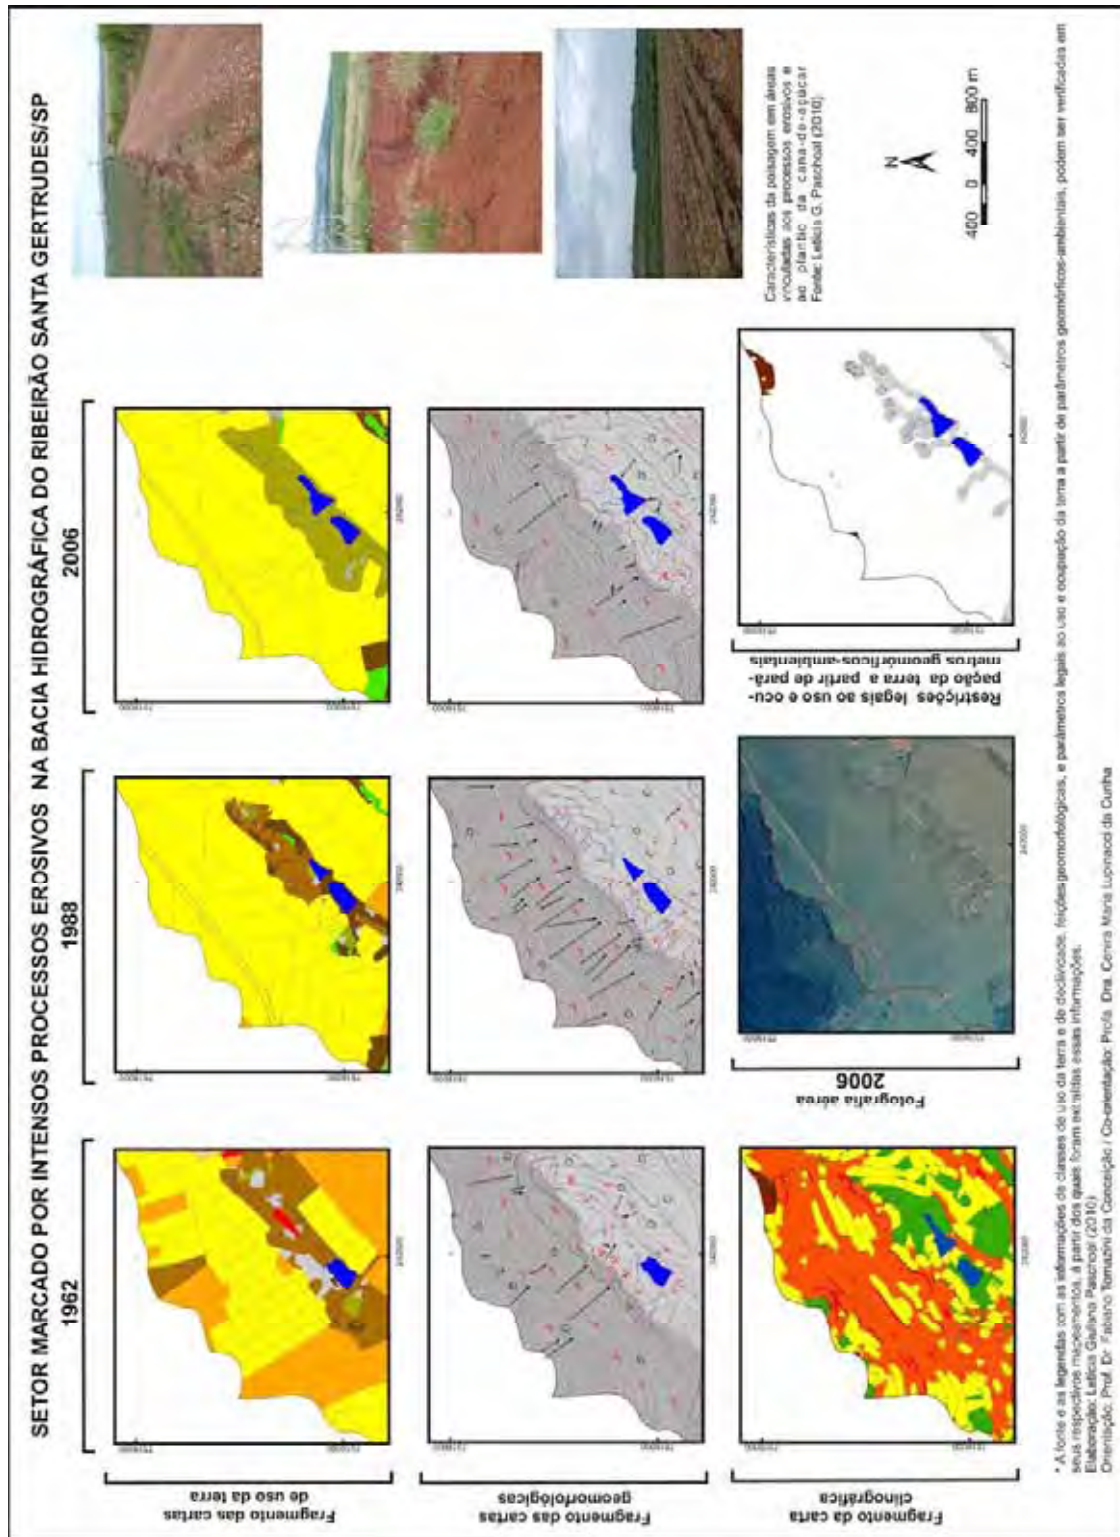 SETOR MARCADO POR INTENSOS PROCESSOS EROSIVOS NA BACIA HIDROGRÁFICA DO RIBEIRÃO SANTA GERTRUDES/SP
1962
1988
2006
Fragmento das cartas
de uso da terra
Fragmento das cartas
geomorfológicas
Fragmento da carta
clinográfica
Fotografia aérea
2006
Restrições legais ao uso e ocu-
pação da terra a partir de parâ-
metros geomórficos-ambientais
Características da paisagem em áreas
vinculadas aos processos erosivos e
ao plantio da cana-de-açúcar
Fonte: Letícia G. Paschoal (2010)
N
400 0 400 800 m
* A fonte e as legendas com as informações de classes de uso da terra e de declividade, feições geomorfológicas, e parâmetros legais ao uso e ocupação da terra a partir de parâmetros geomórficos-ambientais, podem ser verificadas em
seus respectivos mapeamentos, a partir dos quais foram extraídas essas informações.
Elaboração: Letícia Giuliana Paschoal (2010)
Orientação: Prof. Dr. Fabiano Tomazini da Conceição / Co-orientação: Profa. Dra. Cenira Maria Lupinacci da Cunha